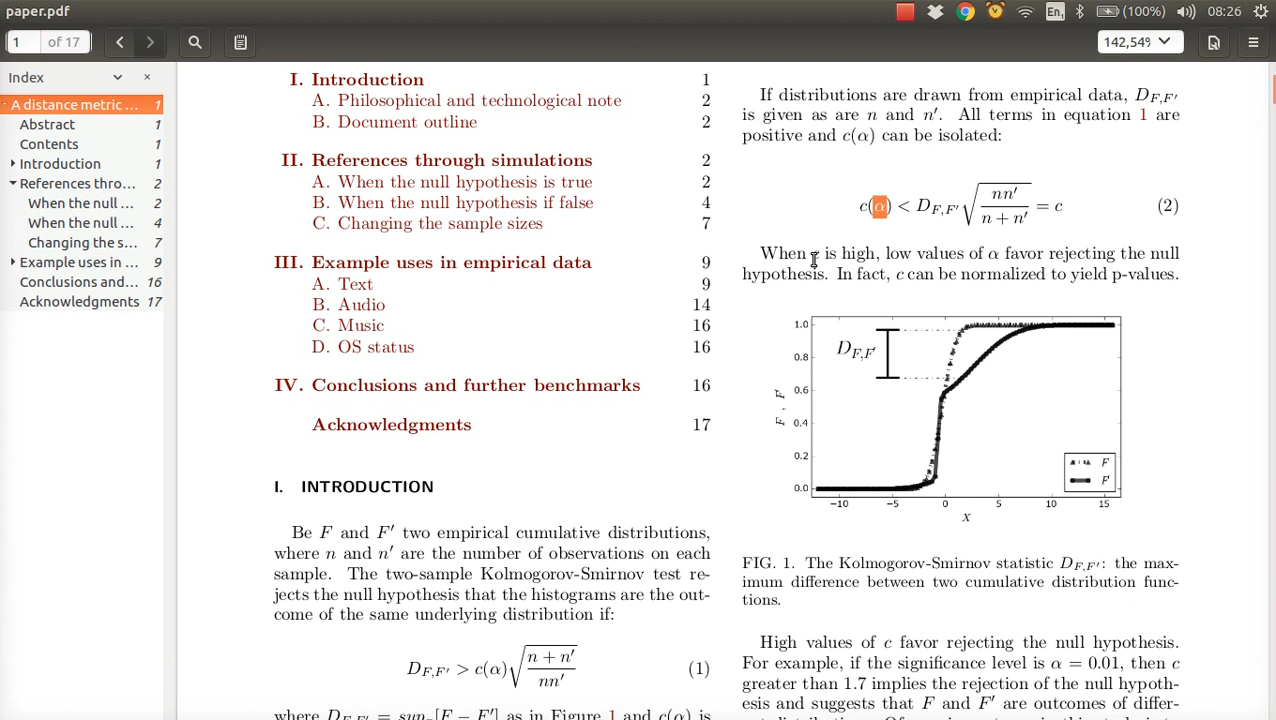 paper.pdf
En1
(100%)
08:26
1
of 17
142,54%
Index
A distance metric ... 1
Abstract 1
Contents 1
Introduction 1
References thro... 2
When the null ... 2
When the null ... 4
Changing the s... 7
Example uses in... 9
Conclusions and... 16
Acknowledgments 17
I. Introduction 1
A. Philosophical and technological note 2
B. Document outline 2
II. References through simulations 2
A. When the null hypothesis is true 2
B. When the null hypothesis if false 4
C. Changing the sample sizes 7
III. Example uses in empirical data 9
A. Text 9
B. Audio 14
C. Music 16
D. OS status 16
IV. Conclusions and further benchmarks 16
Acknowledgments 17
I. INTRODUCTION
Be F and F′ two empirical cumulative distributions,
where n and n′ are the number of observations on each
sample. The two-sample Kolmogorov-Smirnov test re-
jects the null hypothesis that the histograms are the out-
come of the same underlying distribution if:
D_{F,F′} > c(α)√((n + n′)/(nn′)) (1)
where D_{F,F′} = sup_x[F − F′] as in Figure 1 and c(α) is
If distributions are drawn from empirical data, D_{F,F′}
is given as are n and n′. All terms in equation 1 are
positive and c(α) can be isolated:
c(α) < D_{F,F′}√((nn′)/(n + n′)) = c (2)
When c is high, low values of α favor rejecting the null
hypothesis. In fact, c can be normalized to yield p-values.
1.0
0.8
0.6
0.4
0.2
0.0
F , F′
D_{F,F′}
F
F′
−10 −5 0 5 10 15
X
FIG. 1. The Kolmogorov-Smirnov statistic D_{F,F′}: the max-
imum difference between two cumulative distribution func-
tions.
High values of c favor rejecting the null hypothesis.
For example, if the significance level is α = 0.01, then c
greater than 1.7 implies the rejection of the null hypoth-
esis and suggests that F and F′ are outcomes of differ-